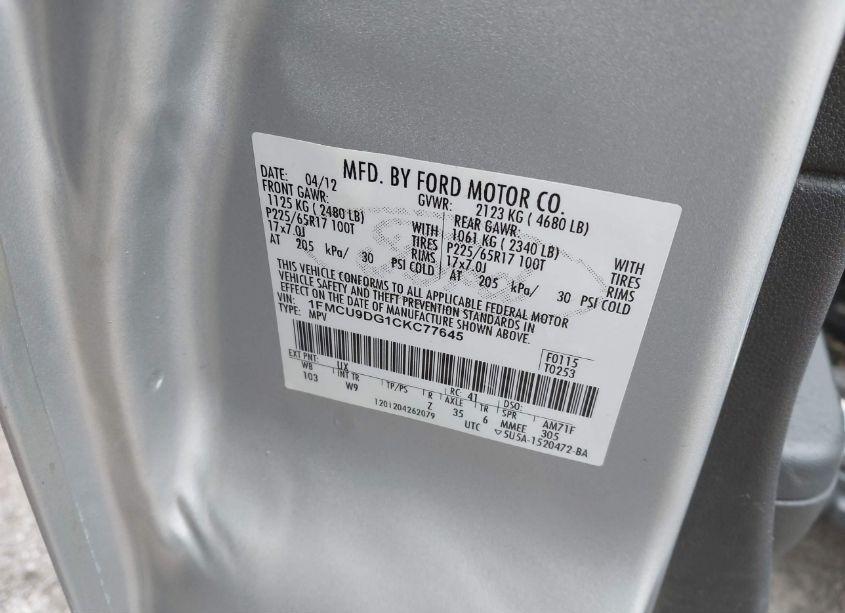 MFD. BY FORD MOTOR CO.
DATE: 04/12 GVWR: 2123 KG ( 4680 LB)
FRONT GAWR: REAR GAWR:
1125 KG ( 2480 LB) WITH 1061 KG ( 2340 LB) WITH
P225/65R17 100T TIRES P225/65R17 100T TIRES
17x7.0J RIMS 17x7.0J RIMS
AT 205 kPa/ 30 PSI COLD AT 205 kPa/ 30 PSI COLD
THIS VEHICLE CONFORMS TO ALL APPLICABLE FEDERAL MOTOR
VEHICLE SAFETY AND THEFT PREVENTION STANDARDS IN
EFFECT ON THE DATE OF MANUFACTURE SHOWN ABOVE.
VIN: 1FMCU9DG1CKC77645
TYPE: MPV
F0115
T0253
EXT PNT: UX RC: 41 DSO:
WB INT TR TP/PS R AXLE TR SPR AM71F
103 W9 Z 35 6 MMEE 305
1201204262079 UTC ▽5U5A-1520472-BA